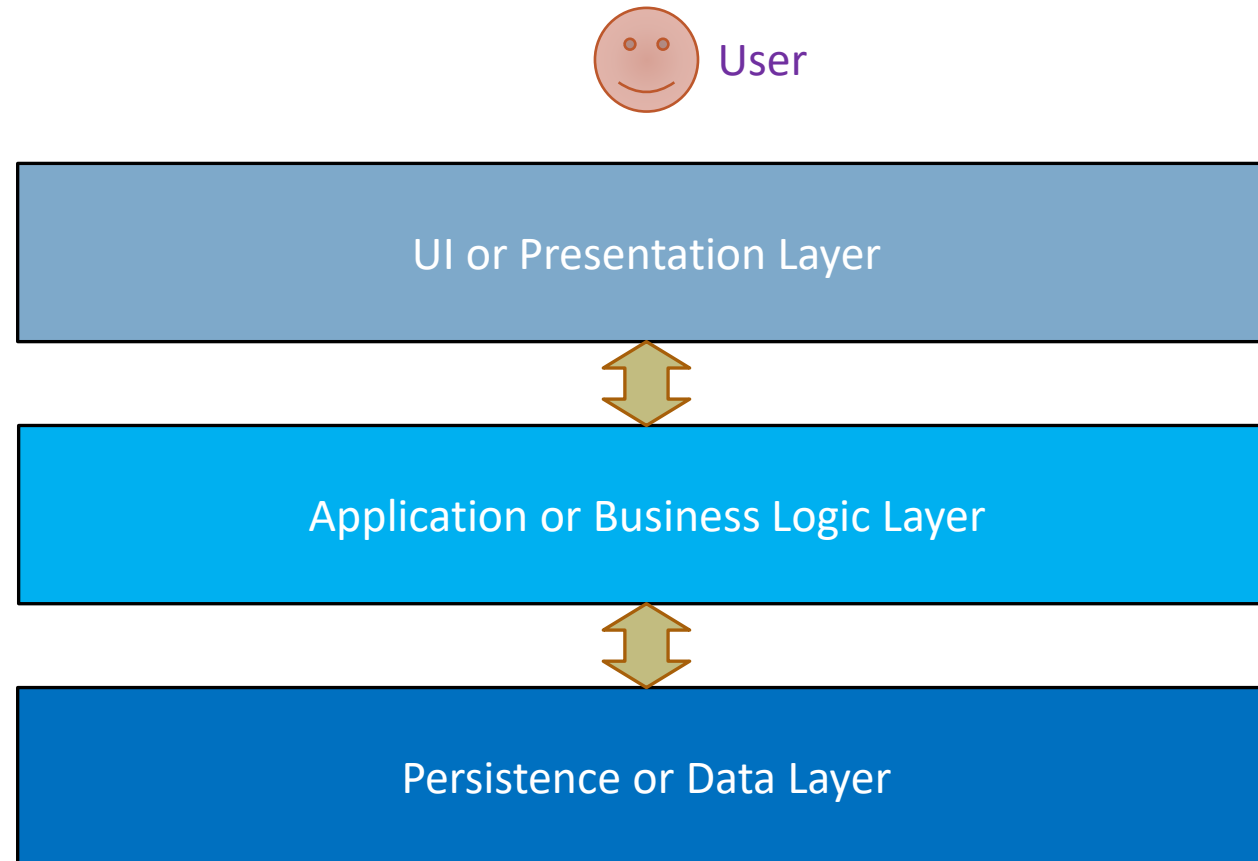 User
UI or Presentation Layer
Application or Business Logic Layer
Persistence or Data Layer